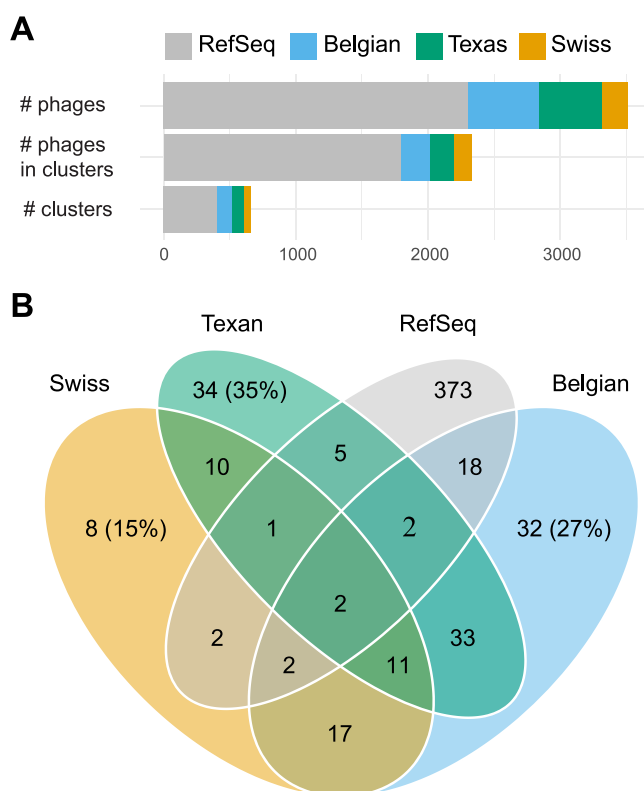 A
RefSeq Belgian Texas Swiss
# phages
# phages
in clusters
# clusters
0 1000 2000 3000
B
Texan RefSeq
Swiss Belgian
34 (35%) 373
10 5 18
8 (15%) 1 2 32 (27%)
2
2 2 11 33
17